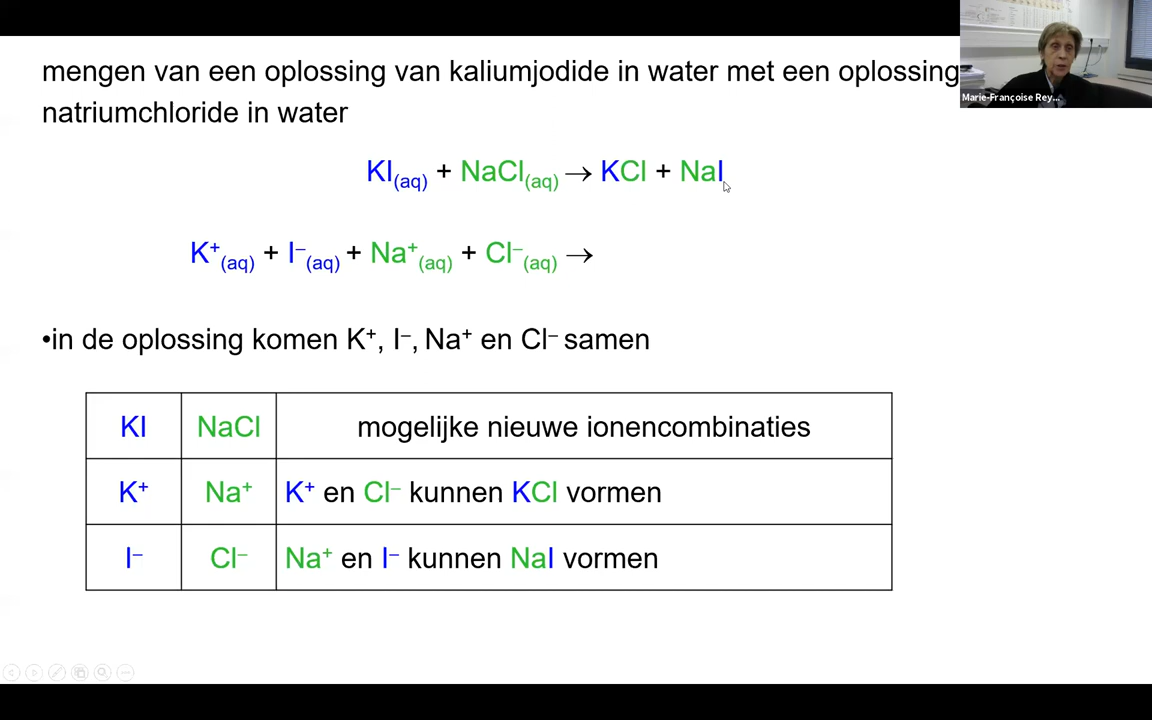 mengen van een oplossing van kaliumjodide in water met een oplossing
natriumchloride in water
KI(aq) + NaCl(aq) → KCl + NaI
K⁺(aq) + I⁻(aq) + Na⁺(aq) + Cl⁻(aq) →
•in de oplossing komen K⁺, I⁻, Na⁺ en Cl⁻ samen
KI NaCl mogelijke nieuwe ionencombinaties
K⁺ Na⁺ K⁺ en Cl⁻ kunnen KCl vormen
I⁻ Cl⁻ Na⁺ en I⁻ kunnen NaI vormen
Marie-Françoise Rey...